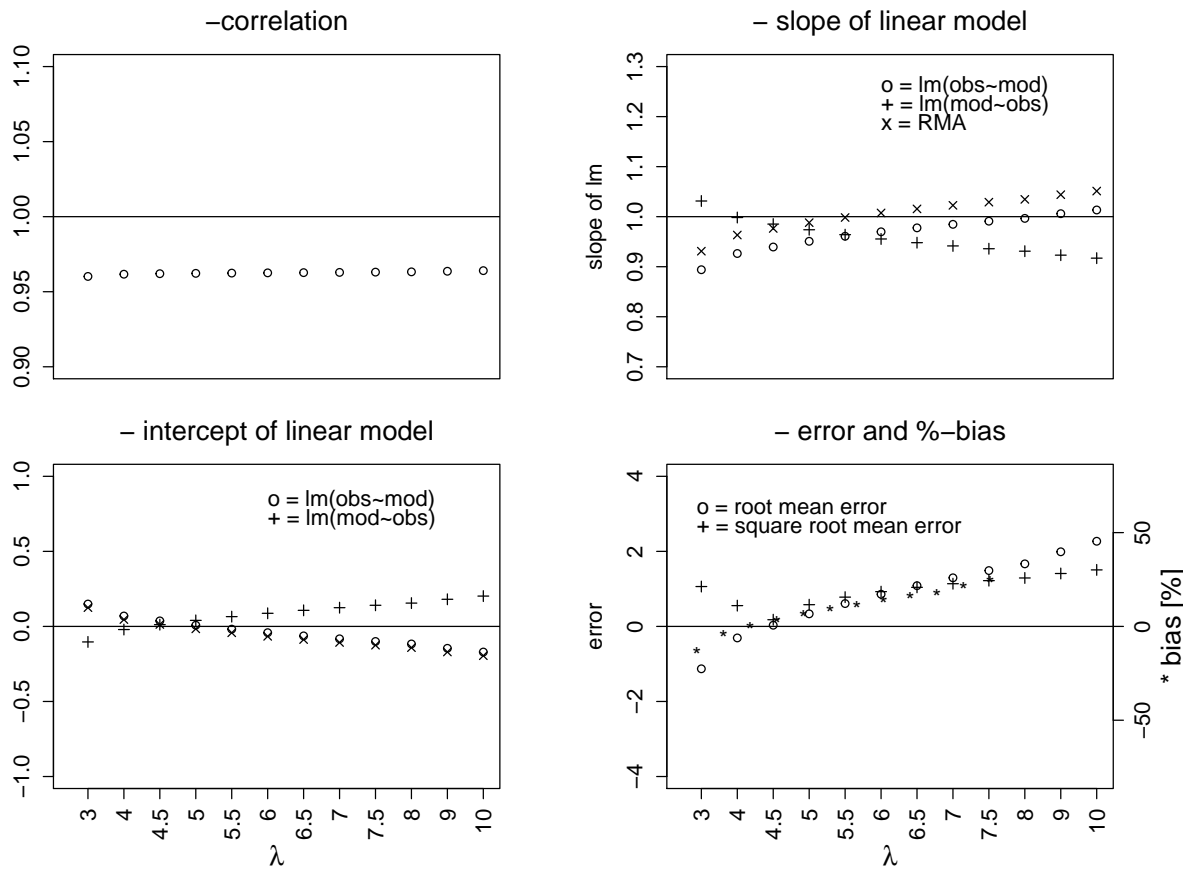 −correlation
1.10
1.05
1.00
0.95
0.90
− slope of linear model
1.3
1.2
1.1
1.0
0.9
0.8
0.7
slope of lm
o = lm(obs~mod)
+ = lm(mod~obs)
x = RMA
− intercept of linear model
1.0
0.5
0.0
−0.5
−1.0
o = lm(obs~mod)
+ = lm(mod~obs)
3 4 4.5 5 5.5 6 6.5 7 7.5 8 9 10
λ
− error and %−bias
4
2
0
−2
−4
error
o = root mean error
+ = square root mean error
50
0
−50
* bias [%]
3 4 4.5 5 5.5 6 6.5 7 7.5 8 9 10
λ